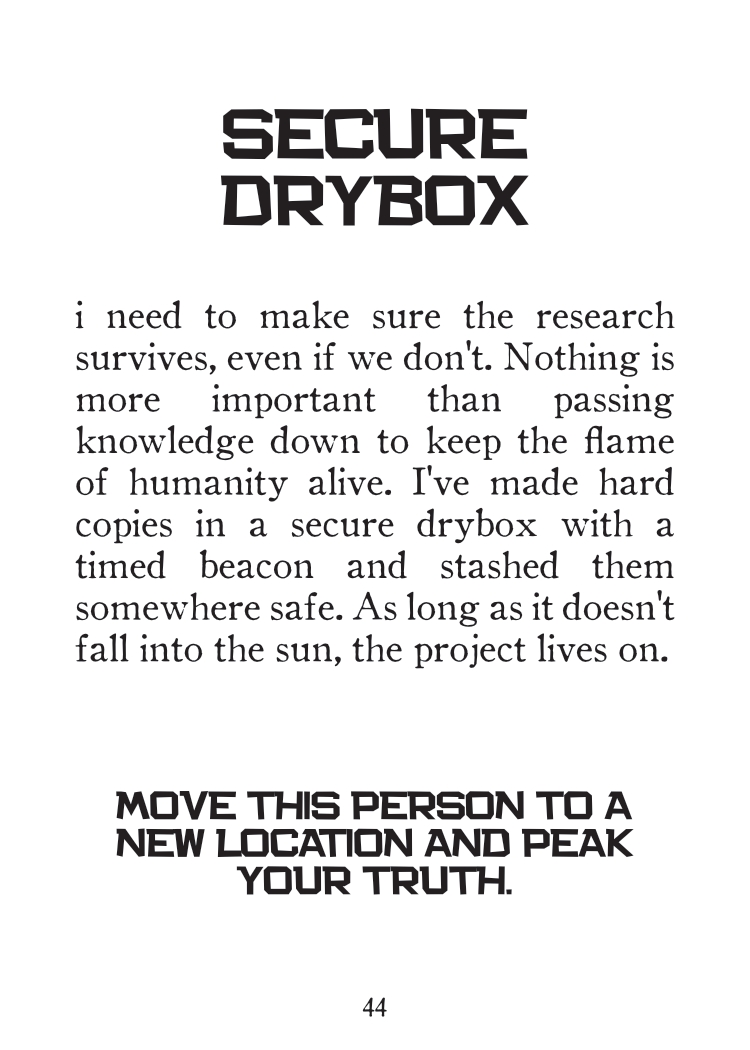 SECURE
DRYBOX
i need to make sure the research
survives, even if we don't. Nothing is
more important than passing
knowledge down to keep the flame
of humanity alive. I've made hard
copies in a secure drybox with a
timed beacon and stashed them
somewhere safe. As long as it doesn't
fall into the sun, the project lives on.
MOVE THIS PERSON TO A
NEW LOCATION AND PEAK
YOUR TRUTH.
44